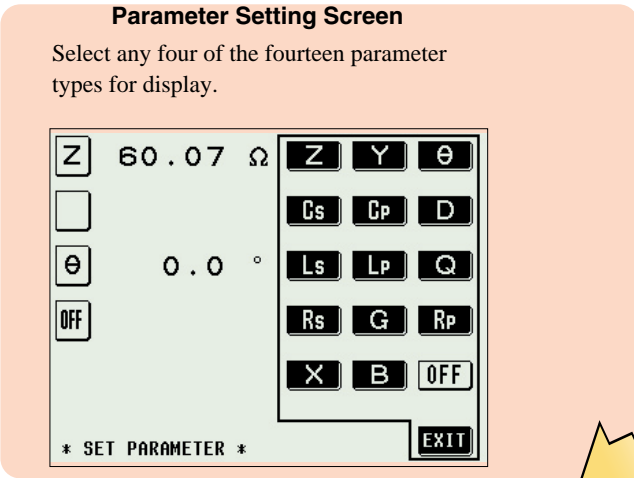 Parameter Setting Screen
Select any four of the fourteen parameter
types for display.
Z 60.07 Ω Z Y θ
Cs Cp D
θ 0.0 ° Ls Lp Q
OFF Rs G Rp
X B OFF
* SET PARAMETER * EXIT